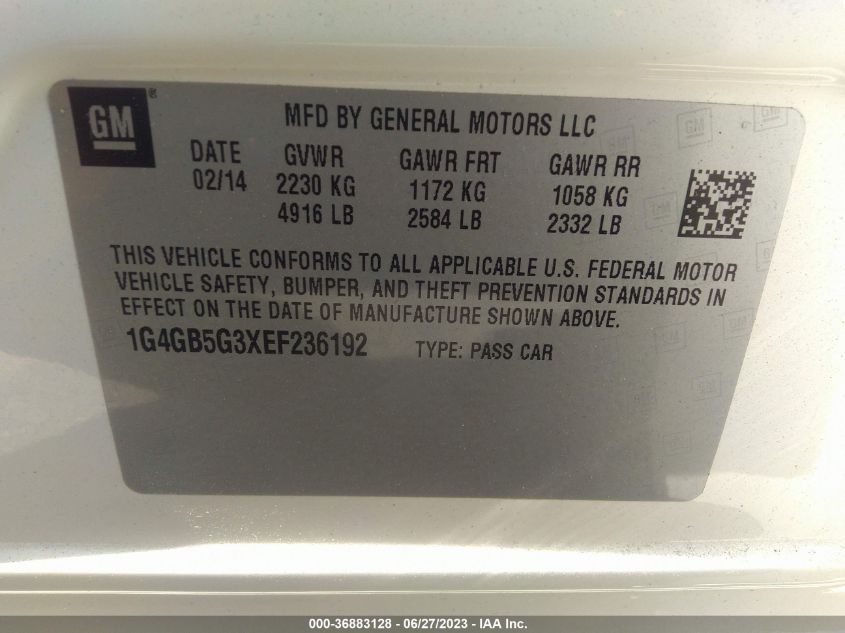 GM®
MFD BY GENERAL MOTORS LLC
DATE GVWR GAWR FRT GAWR RR
02/14 2230 KG 1172 KG 1058 KG
4916 LB 2584 LB 2332 LB
THIS VEHICLE CONFORMS TO ALL APPLICABLE U.S. FEDERAL MOTOR
VEHICLE SAFETY, BUMPER, AND THEFT PREVENTION STANDARDS IN
EFFECT ON THE DATE OF MANUFACTURE SHOWN ABOVE.
1G4GB5G3XEF236192 TYPE: PASS CAR
000-36883128 - 06/27/2023 - IAA Inc.